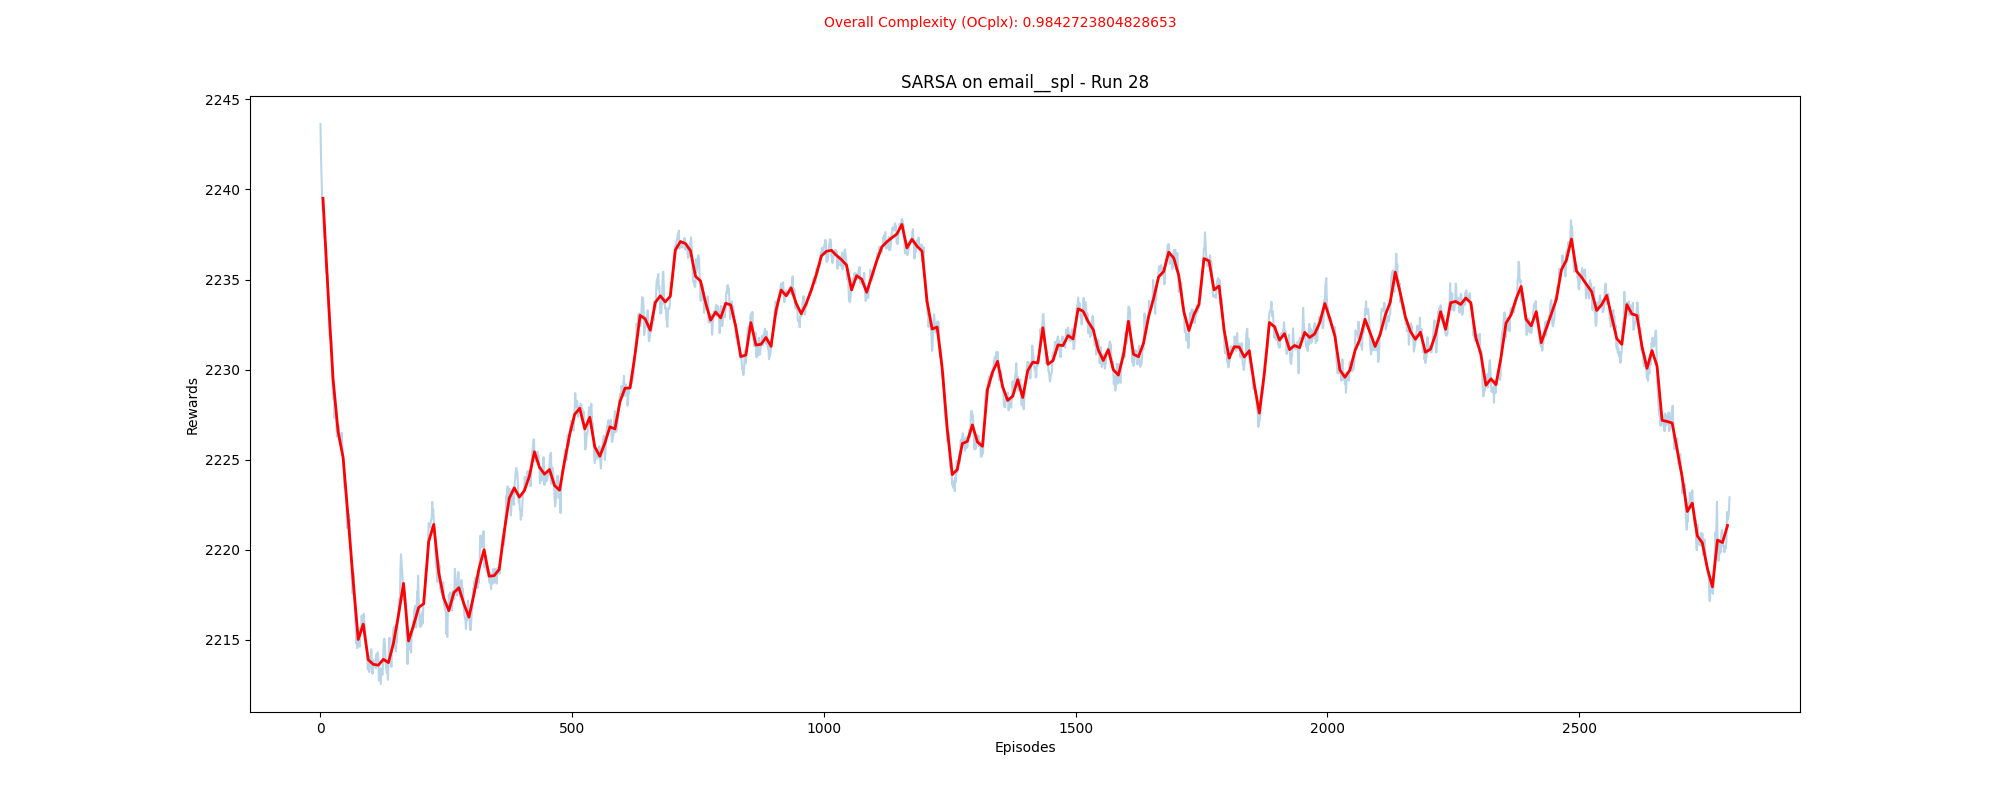 Overall Complexity (OCplx): 0.9842723804828653
SARSA on email__spl - Run 28
2245
2240
2235
2230
2225
2220
2215
Rewards
0 500 1000 1500 2000 2500
Episodes